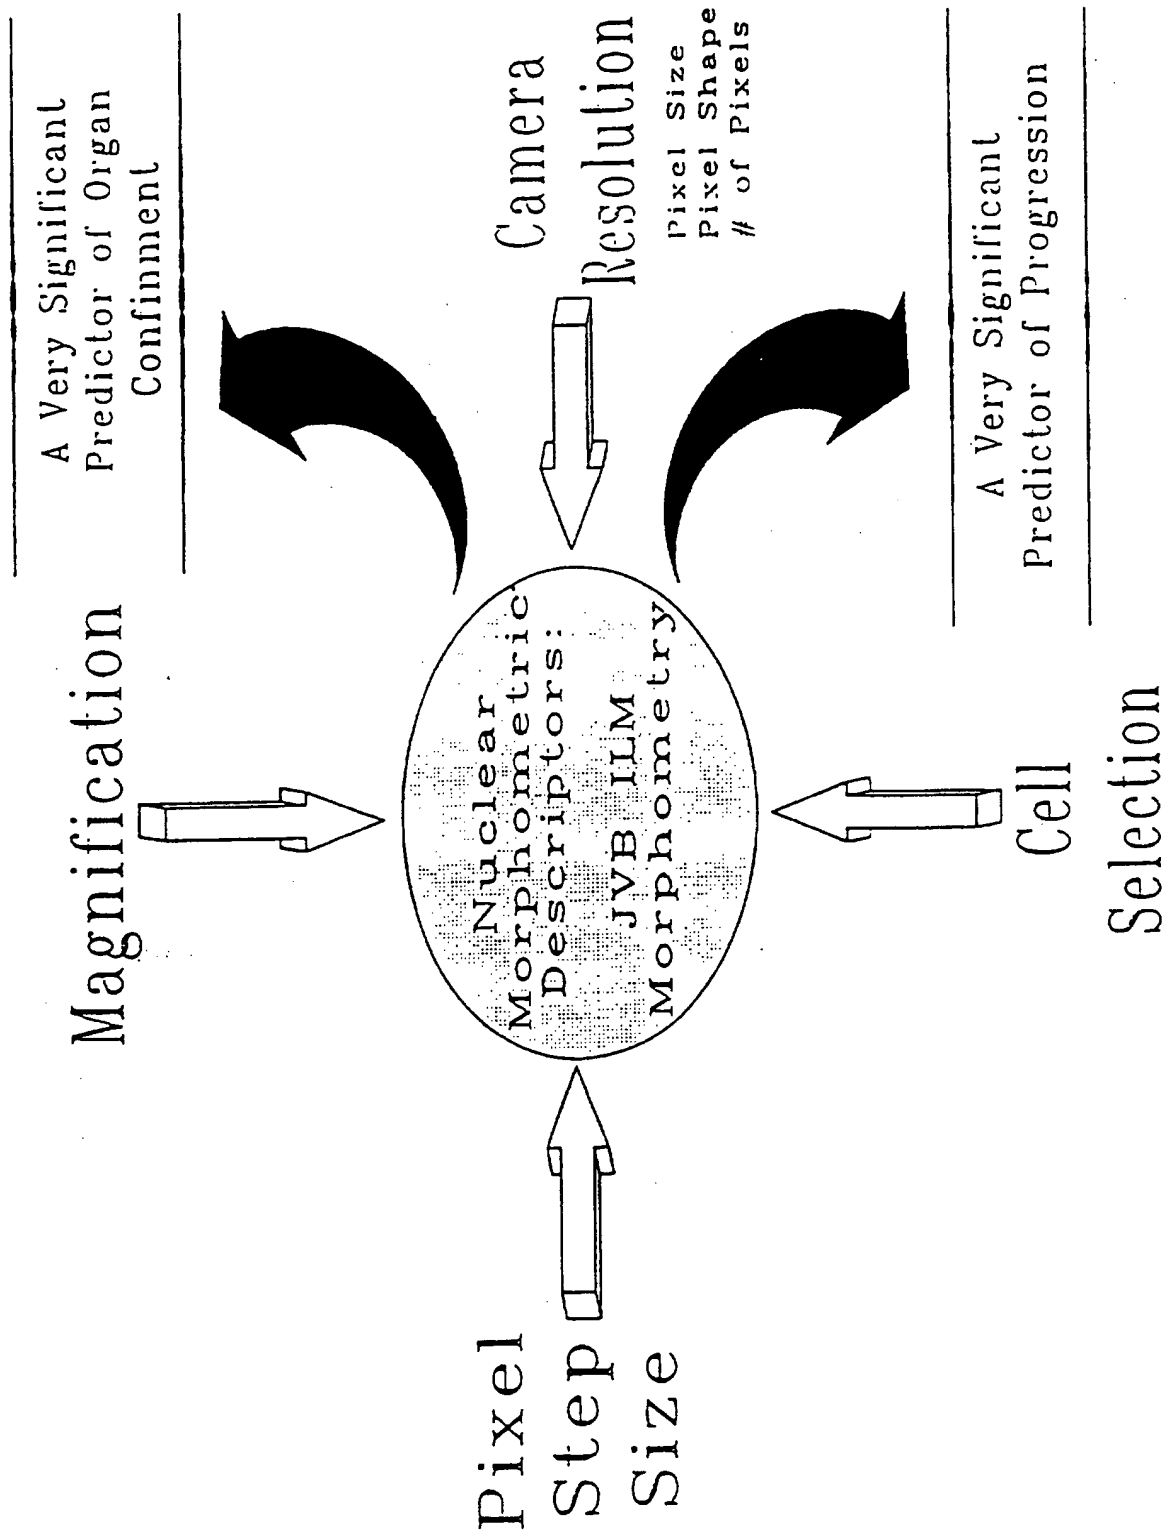 Magnification
A Very Significant
Predictor of Organ
Confinment
Pixel
Step
Size
Nuclear
Morphometric
Descriptors:
JVB ILM
Morphometry
Camera
Resolution
Pixel Size
Pixel Shape
# of Pixels
Cell
Selection
A Very Significant
Predictor of Progression